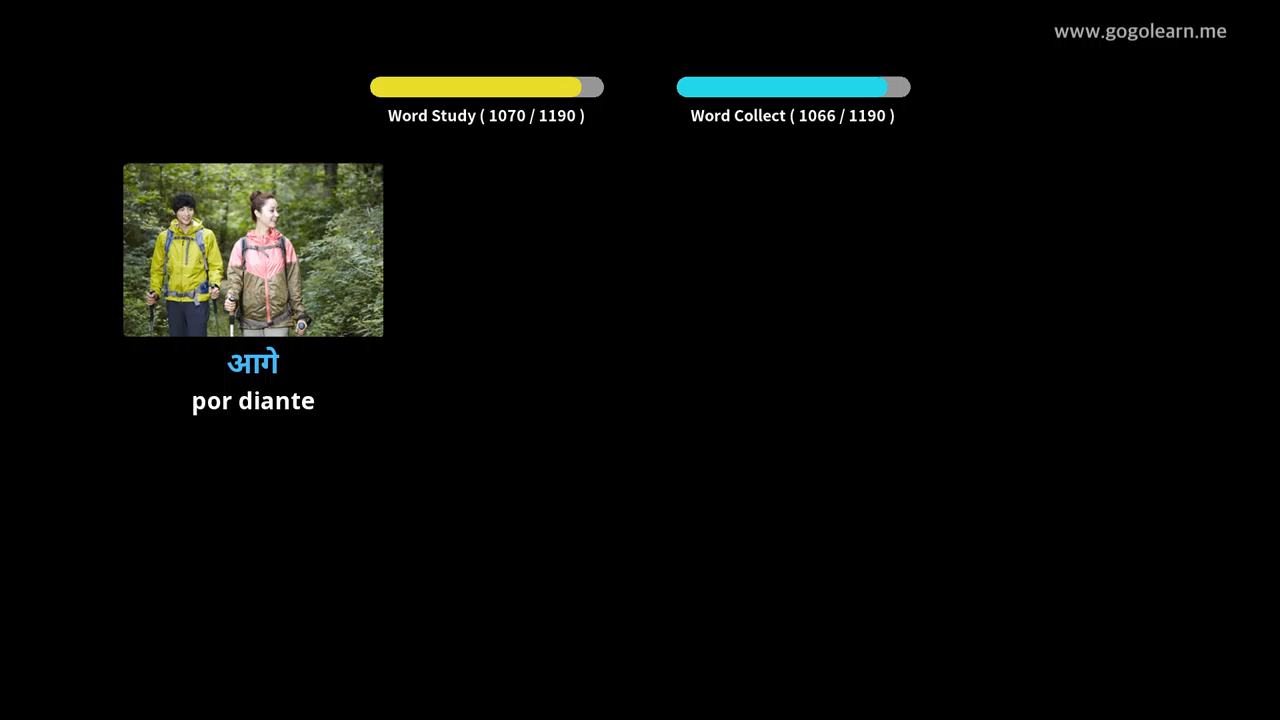 www.gogolearn.me
Word Study ( 1070 / 1190 )
Word Collect ( 1066 / 1190 )
आगे
por diante